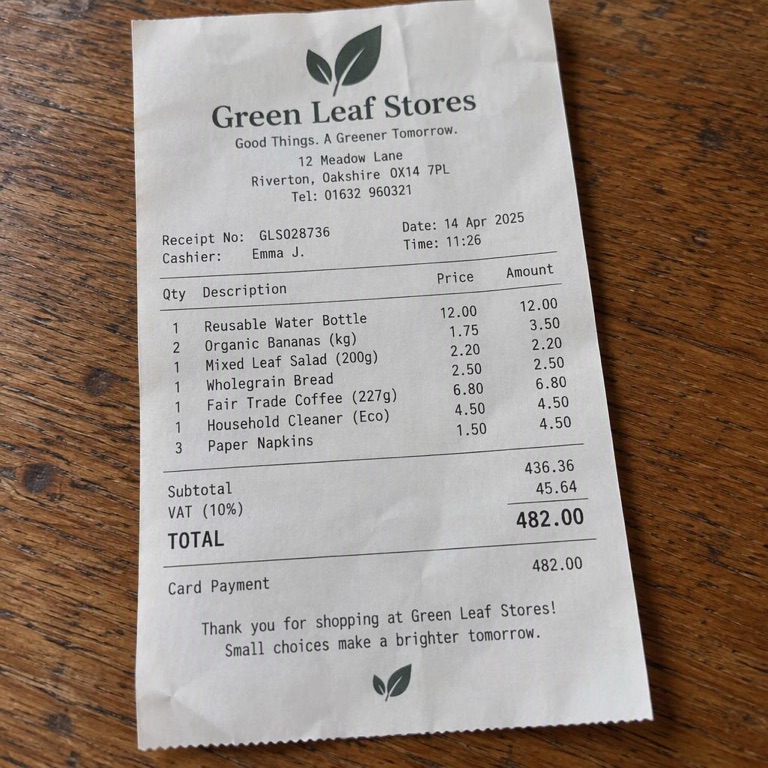 Green Leaf Stores
Good Things. A Greener Tomorrow.
12 Meadow Lane
Riverton, Oakshire OX14 7PL
Tel: 01632 960321
Receipt No: GLS028736 Date: 14 Apr 2025
Cashier: Emma J. Time: 11:26
Qty Description Price Amount
1 Reusable Water Bottle 12.00 12.00
2 Organic Bananas (kg) 1.75 3.50
1 Mixed Leaf Salad (200g) 2.20 2.20
1 Wholegrain Bread 2.50 2.50
1 Fair Trade Coffee (227g) 6.80 6.80
1 Household Cleaner (Eco) 4.50 4.50
3 Paper Napkins 1.50 4.50
Subtotal 436.36
VAT (10%) 45.64
TOTAL 482.00
Card Payment 482.00
Thank you for shopping at Green Leaf Stores!
Small choices make a brighter tomorrow.